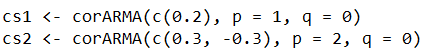 cs1 <- corARMA(c(0.2), p = 1, q = 0)
cs2 <- corARMA(c(0.3, -0.3), p = 2, q = 0)